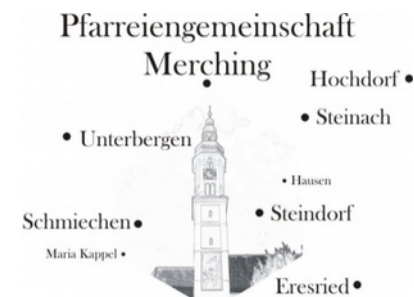 Pfarreiengemeinschaft
Merching
Hochdorf
Steinach
Unterbergen
Hausen
Steindorf
Schmiechen
Maria Kappel
Eresried